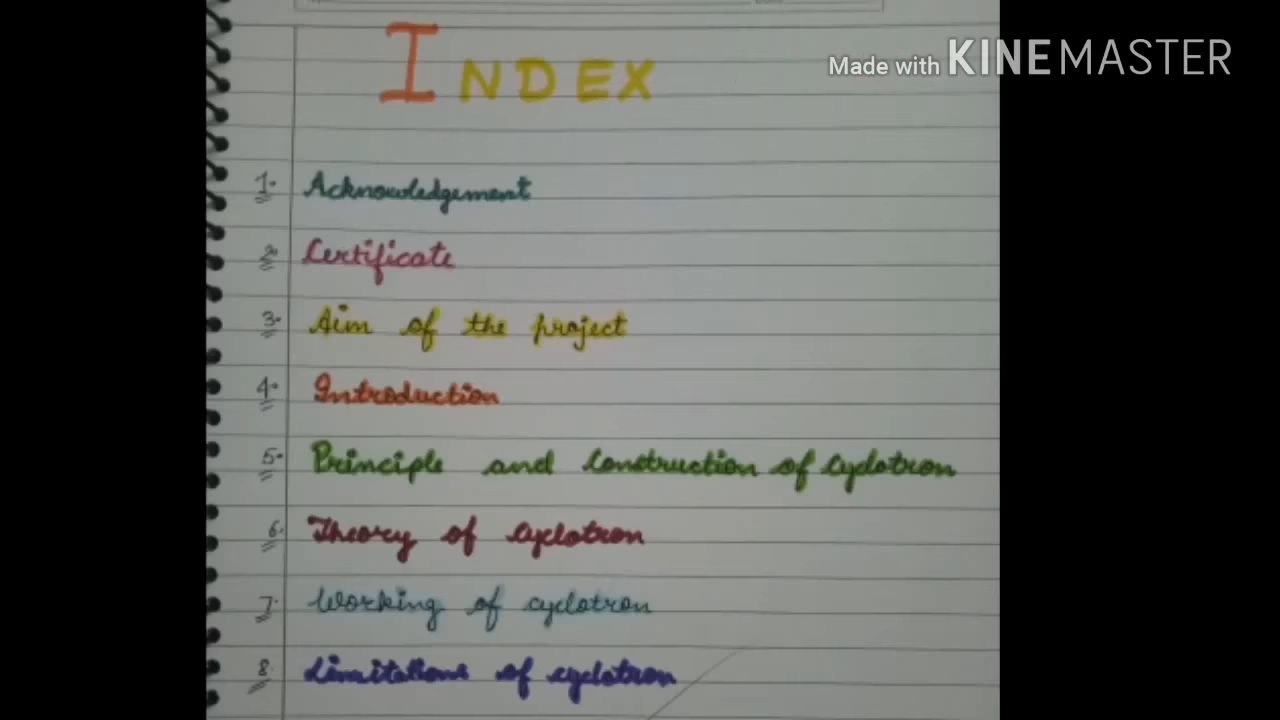 Made with KINEMASTER
INDEX
1. Acknowledgement
2. Certificate
3. Aim of the project
4. Introduction
5. Principle and Construction of Cyclotron
6. Theory of Cyclotron
7. Working of cyclotron
8. Limitations of cyclotron